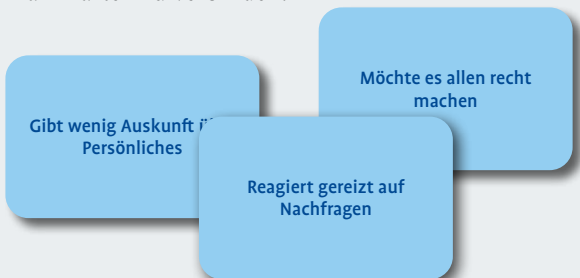 Möchte es allen recht
machen
Gibt wenig Auskunft
Persönliches
Reagiert gereizt auf
Nachfragen